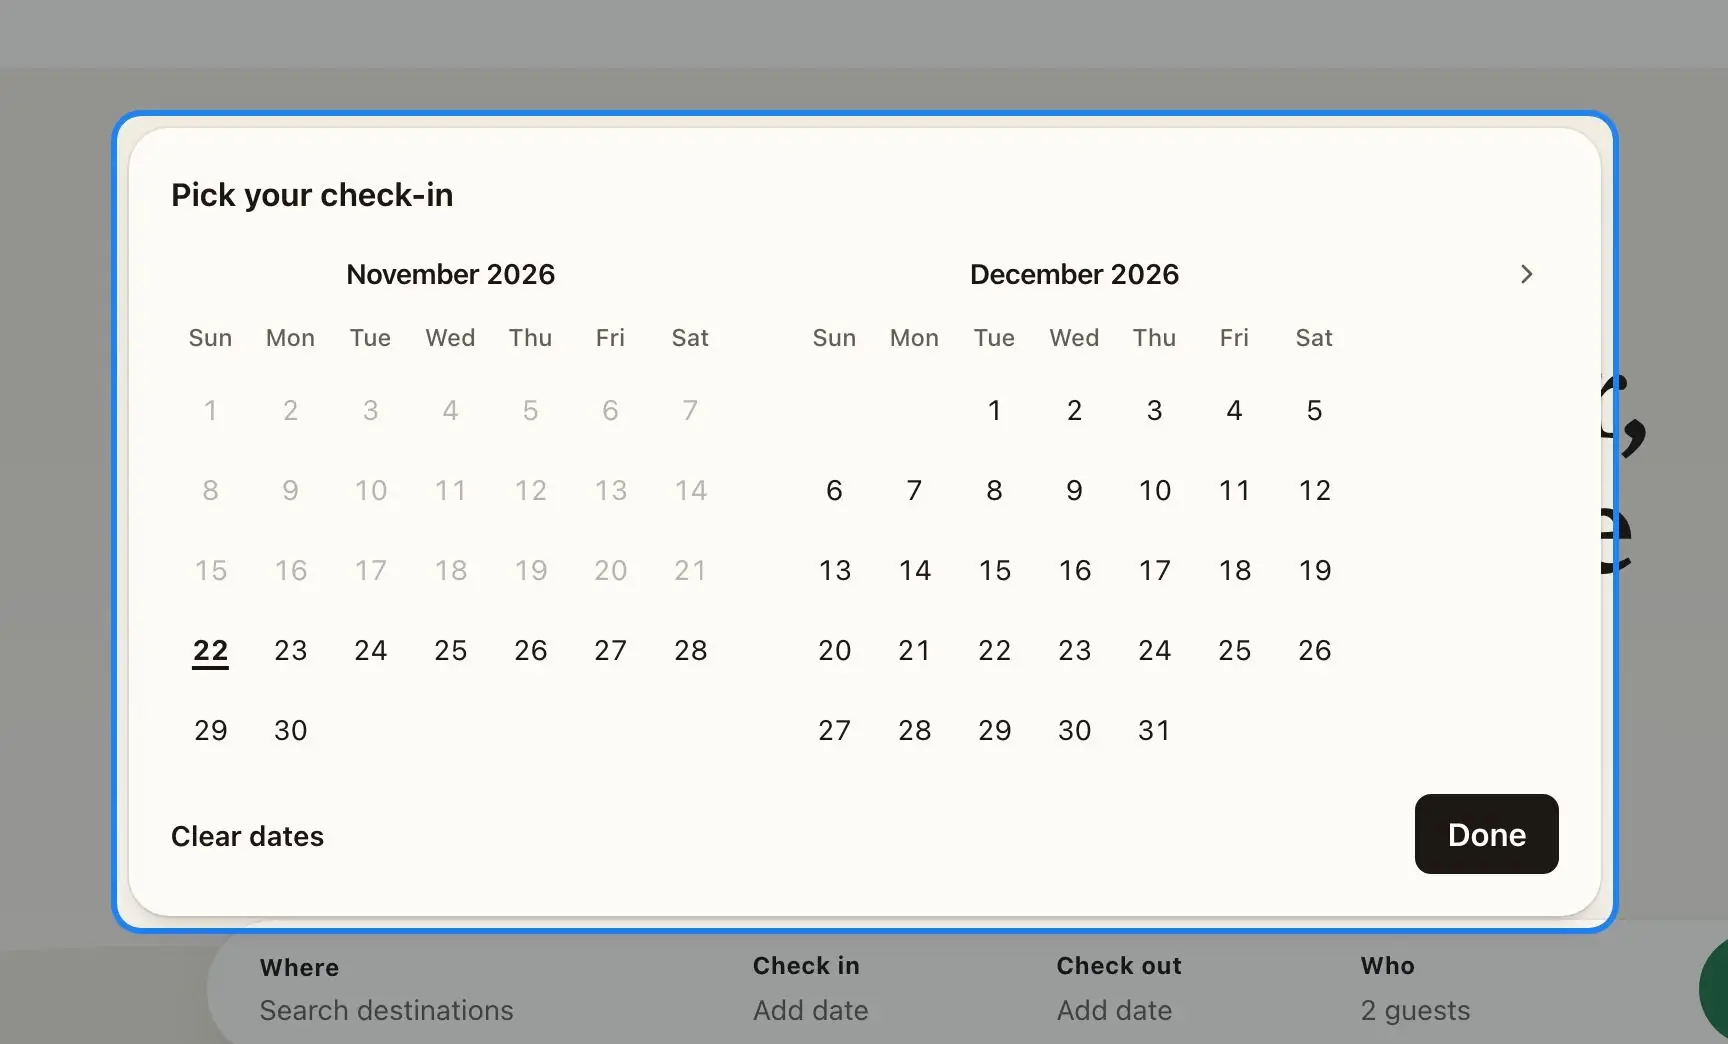 Pick your check-in
November 2026
Sun Mon Tue Wed Thu Fri Sat
1 2 3 4 5 6 7
8 9 10 11 12 13 14
15 16 17 18 19 20 21
22 23 24 25 26 27 28
29 30
December 2026
Sun Mon Tue Wed Thu Fri Sat
1 2 3 4 5
6 7 8 9 10 11 12
13 14 15 16 17 18 19
20 21 22 23 24 25 26
27 28 29 30 31
Clear dates
Done
Where
Search destinations
Check in
Add date
Check out
Add date
Who
2 guests